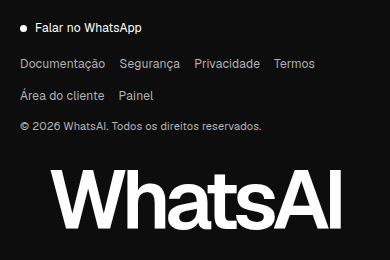 Falar no WhatsApp
Documentação Segurança Privacidade Termos
Área do cliente Painel
© 2026 WhatsAI. Todos os direitos reservados.
WhatsAI